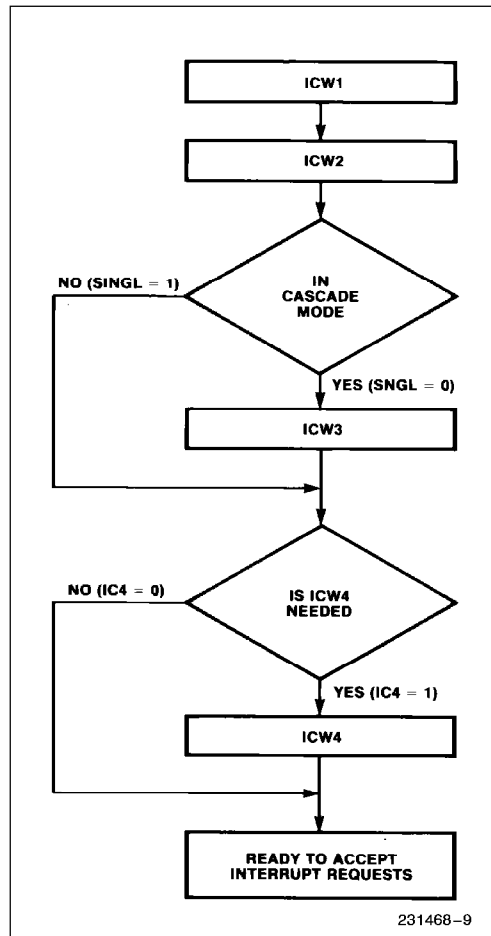 ICW1
ICW2
NO (SINGL = 1)
IN
CASCADE
MODE
YES (SNGL = 0)
ICW3
NO (IC4 = 0)
IS ICW4
NEEDED
YES (IC4 = 1)
ICW4
READY TO ACCEPT
INTERRUPT REQUESTS
231468–9